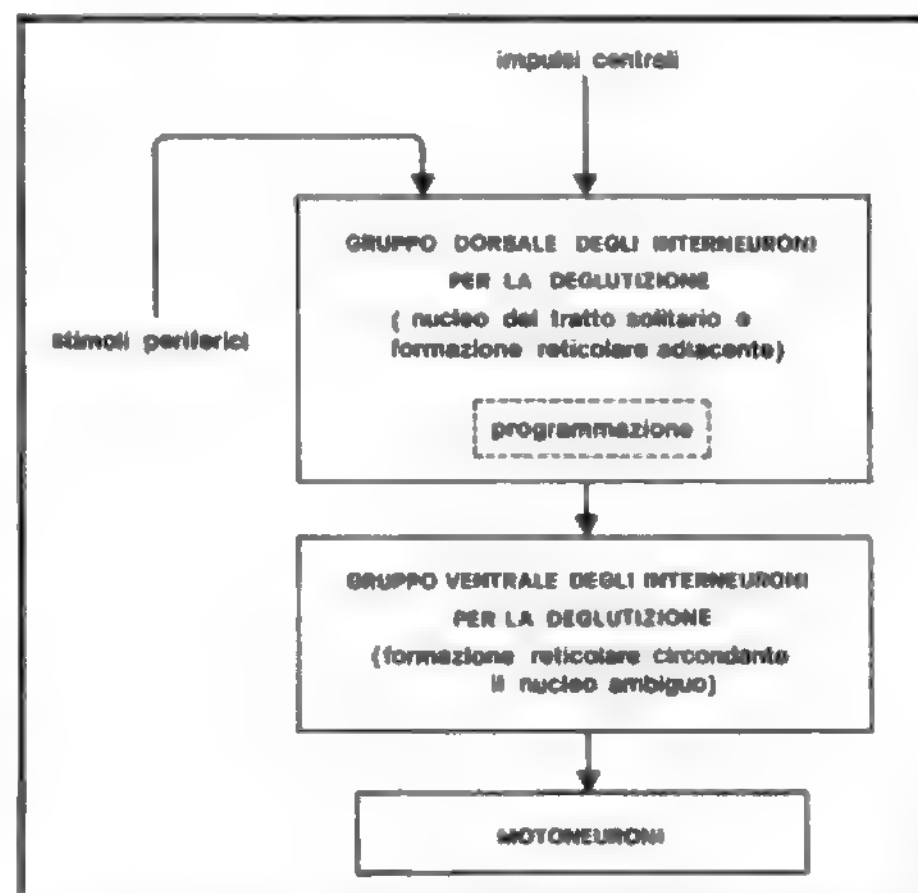 impulsi centrali
GRUPPO DORSALE DEGLI INTERNEURONI
PER LA DEGLUTIZIONE
( nucleo del tratto solitario e
formazione reticolare adiacente)
stimoli periferici
programmazione
GRUPPO VENTRALE DEGLI INTERNEURONI
PER LA DEGLUTIZIONE
(formazione reticolare circondante
il nucleo ambiguo)
MOTONEURONI